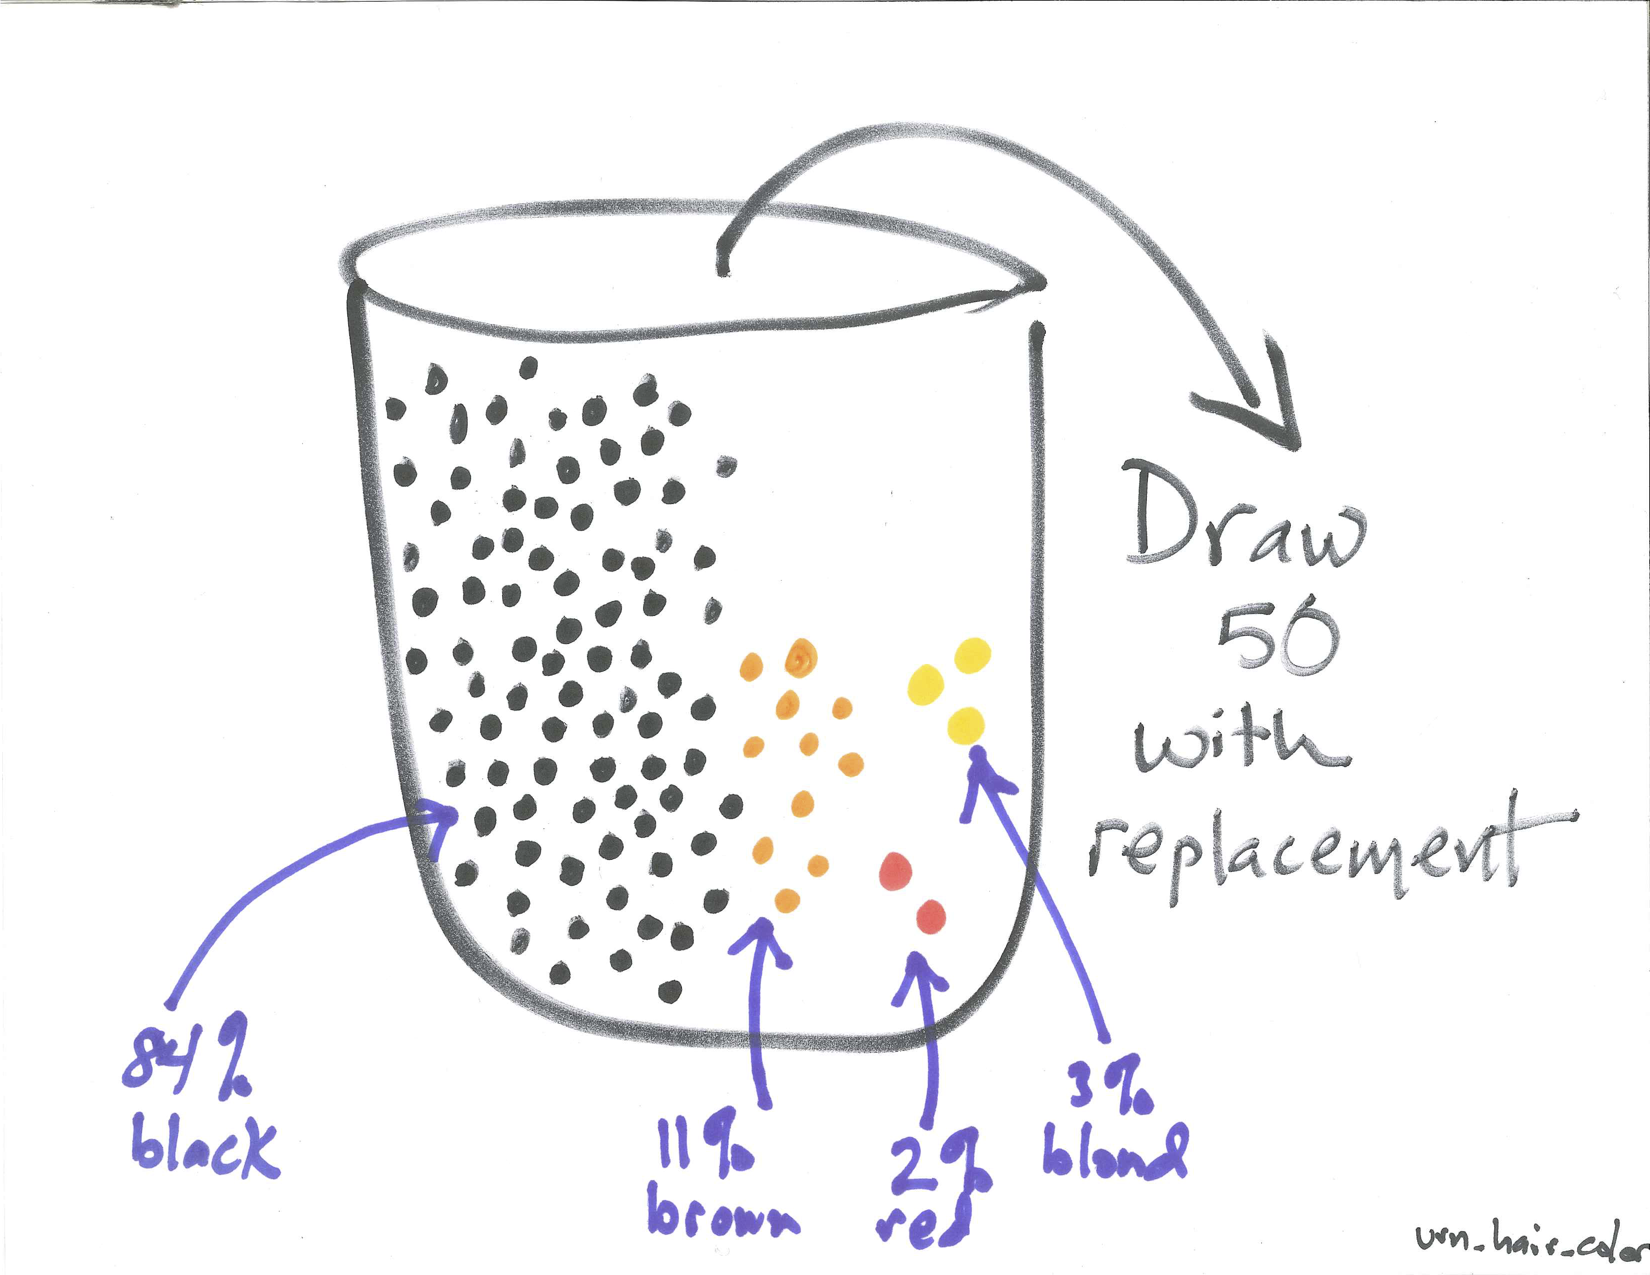 Draw
50
with
replacement
84%
black
11%
brown
2%
red
3%
blond
urn_hair_color